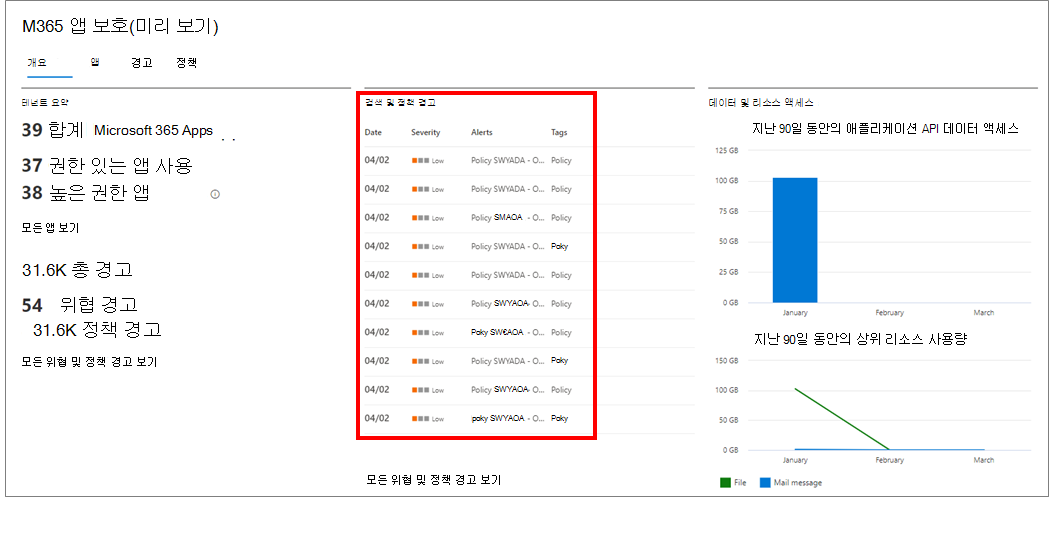 M365 앱 보호(미리 보기)
개요 앱 경고 정책
테넌트 요약
39 합계 Microsoft 365 Apps
37 권한 있는 앱 사용
38 높은 권한 앱
모든 앱 보기
31.6K 총 경고
54 위협 경고
31.6K 정책 경고
모든 위협 및 정책 경고 보기
검색 및 정책 경고
Date Severity Alerts Tags
04/02 Low Policy SWYADA - O... Policy
04/02 Low Policy SWYADA - O... Policy
04/02 Low Policy SMAOA - O... Policy
04/02 Low Policy SWYADA - O... Poky
04/02 Low Policy SWYADA - O... Policy
04/02 Low Policy SWYAOA- O... Policy
04/02 Low Poky SW€AOA - O... Policy
04/02 Low Policy SWYADA - O... Poky
04/02 Low Policy SWYAOA- O... Policy
04/02 Low poky SWYAOA - O... Poky
모든 위협 및 정책 경고 보기
데이터 및 리소스 액세스
지난 90일 동안의 애플리케이션 API 데이터 액세스
125 GB
100 GB
75 GB
50 GB
25 GB
0 GB
January February March
지난 90일 동안의 상위 리소스 사용량
150 GB
100 GB
50 GB
0 GB
January February March
File Mail message